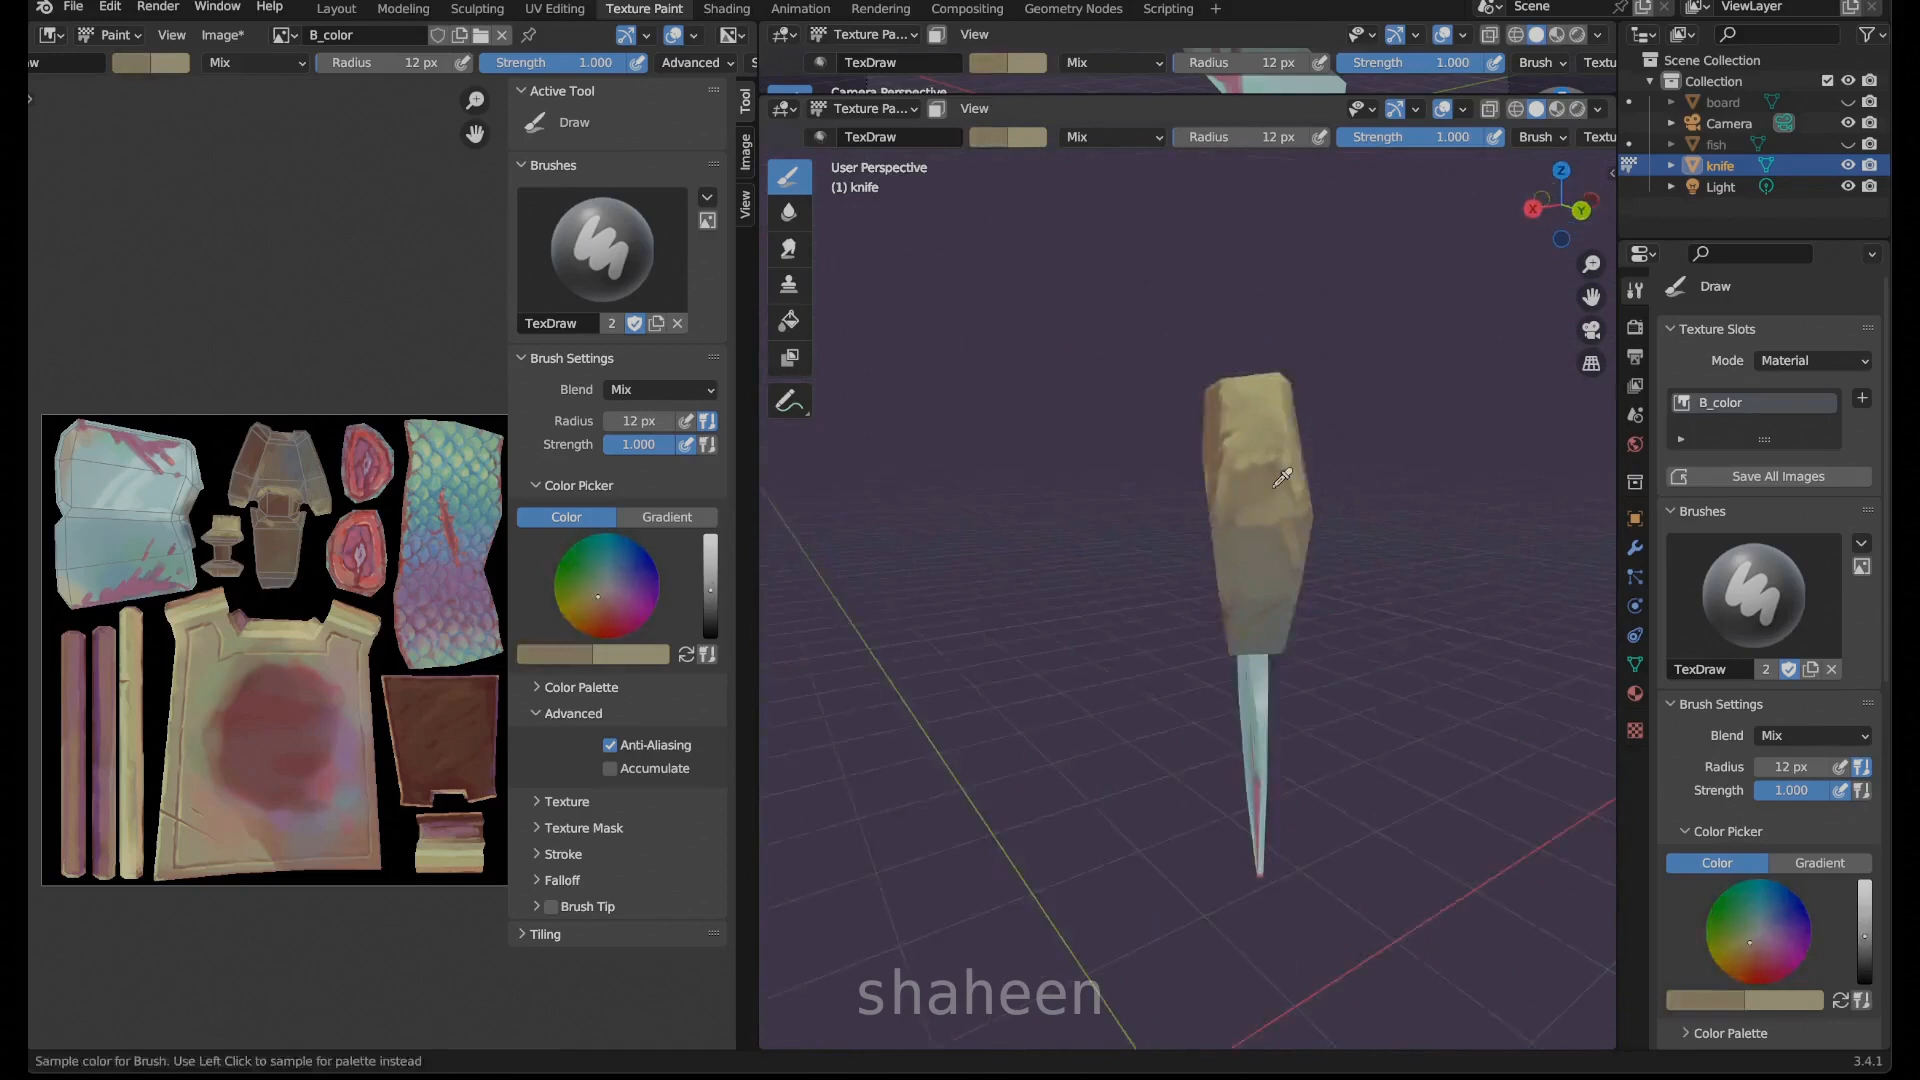 File Edit Render Window Help
Layout Modeling Sculpting UV Editing Texture Paint Shading Animation Rendering Compositing Geometry Nodes Scripting +
Scene
ViewLayer
Paint View Image* B_color
Mix Radius 12 px Strength 1.000 Advanced
Active Tool
Draw
Brushes
TexDraw 2
Brush Settings
Blend Mix
Radius 12 px
Strength 1.000
Color Picker
Color Gradient
Color Palette
Advanced
Anti-Aliasing
Accumulate
Texture
Texture Mask
Stroke
Falloff
Brush Tip
Tiling
Tool
Image
View
Texture Pa... View
TexDraw Mix Radius 12 px Strength 1.000 Brush Textu
Camera Perspective
Texture Pa... View
TexDraw Mix Radius 12 px Strength 1.000 Brush Textu
User Perspective
(1) knife
Z
X
Y
shaheen
Scene Collection
Collection
board
Camera
fish
knife
Light
Draw
Texture Slots
Mode Material
B_color
Save All Images
Brushes
TexDraw 2
Brush Settings
Blend Mix
Radius 12 px
Strength 1.000
Color Picker
Color Gradient
Color Palette
Sample color for Brush. Use Left Click to sample for palette instead
3.4.1